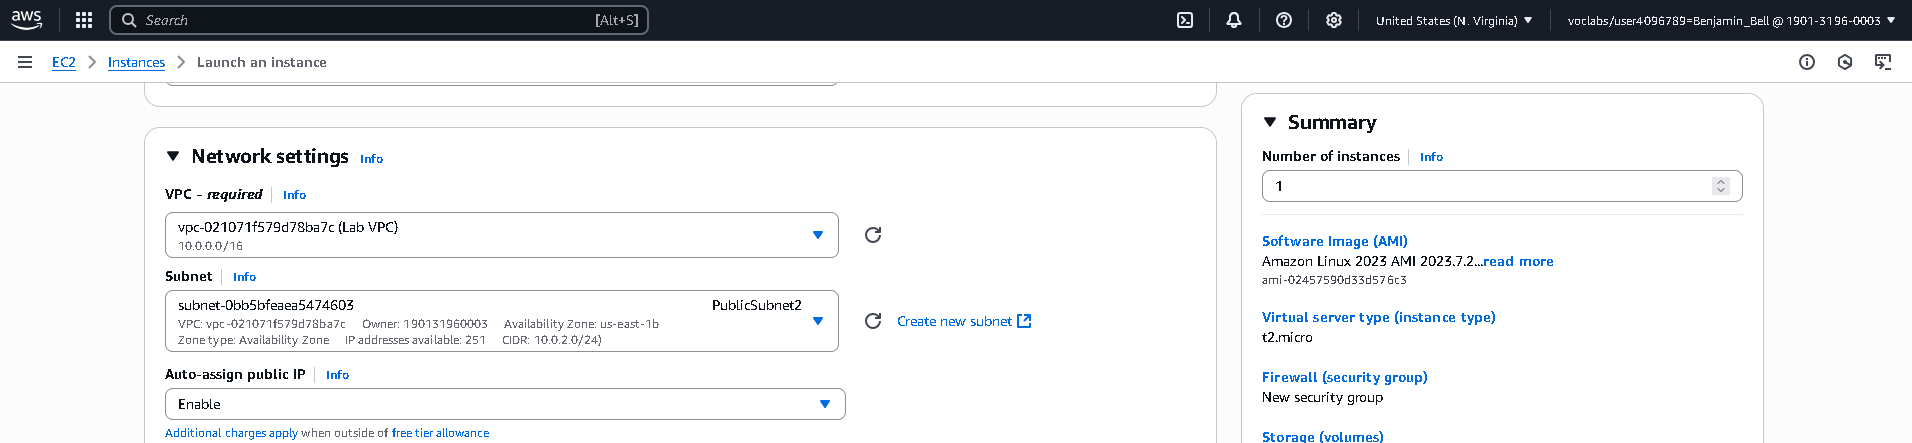 aws
Search [Alt+S]
United States (N. Virginia) voclabs/user4096789=Benjamin_Bell @ 1901-3196-0003
EC2 Instances Launch an instance
Network settings Info
VPC - required Info
vpc-021071f579d78ba7c (Lab VPC)
10.0.0.0/16
Subnet Info
subnet-0bb5bfeaea5474603 PublicSubnet2
VPC: vpc-021071f579d78ba7c Owner: 190131960003 Availability Zone: us-east-1b
Zone type: Availability Zone IP addresses available: 251 CIDR: 10.0.2.0/24)
Create new subnet
Auto-assign public IP Info
Enable
Additional charges apply when outside of free tier allowance
Summary
Number of instances Info
1
Software Image (AMI)
Amazon Linux 2023 AMI 2023.7.2...read more
ami-02457590d33d576c3
Virtual server type (instance type)
t2.micro
Firewall (security group)
New security group
Storage (volumes)